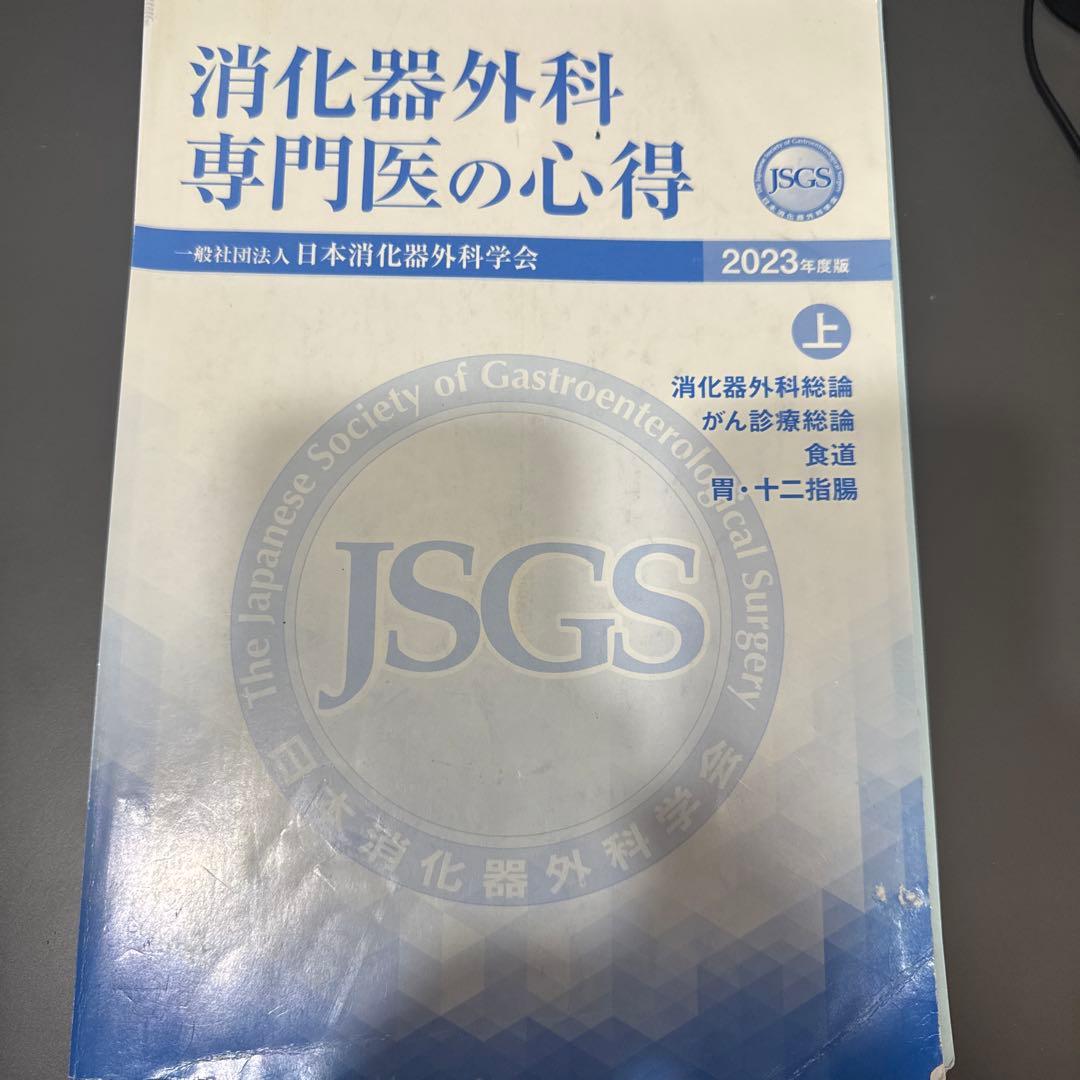 消化器外科
専門医の心得
JSGS
一般社団法人 日本消化器外科学会
2023年度版
上
消化器外科総論
がん診療総論
食道
胃・十二指腸
The Japanese Society of Gastroenterological Surgery
JSGS
日本消化器外科学会